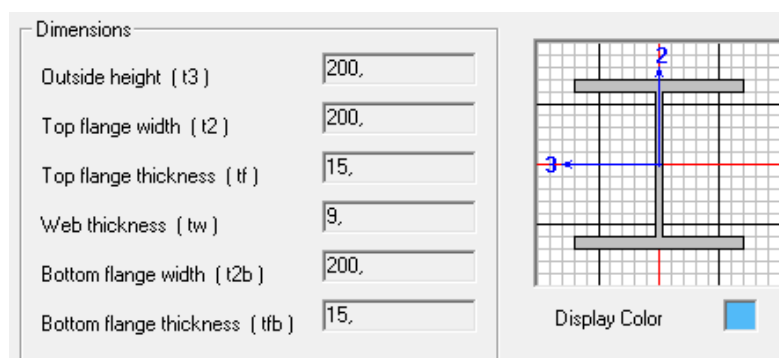 Dimensions
Outside height ( t3 ) 200,
Top flange width ( t2 ) 200,
Top flange thickness ( tf ) 15,
Web thickness ( tw ) 9,
Bottom flange width ( t2b ) 200,
Bottom flange thickness ( tfb ) 15,
2
3
Display Color